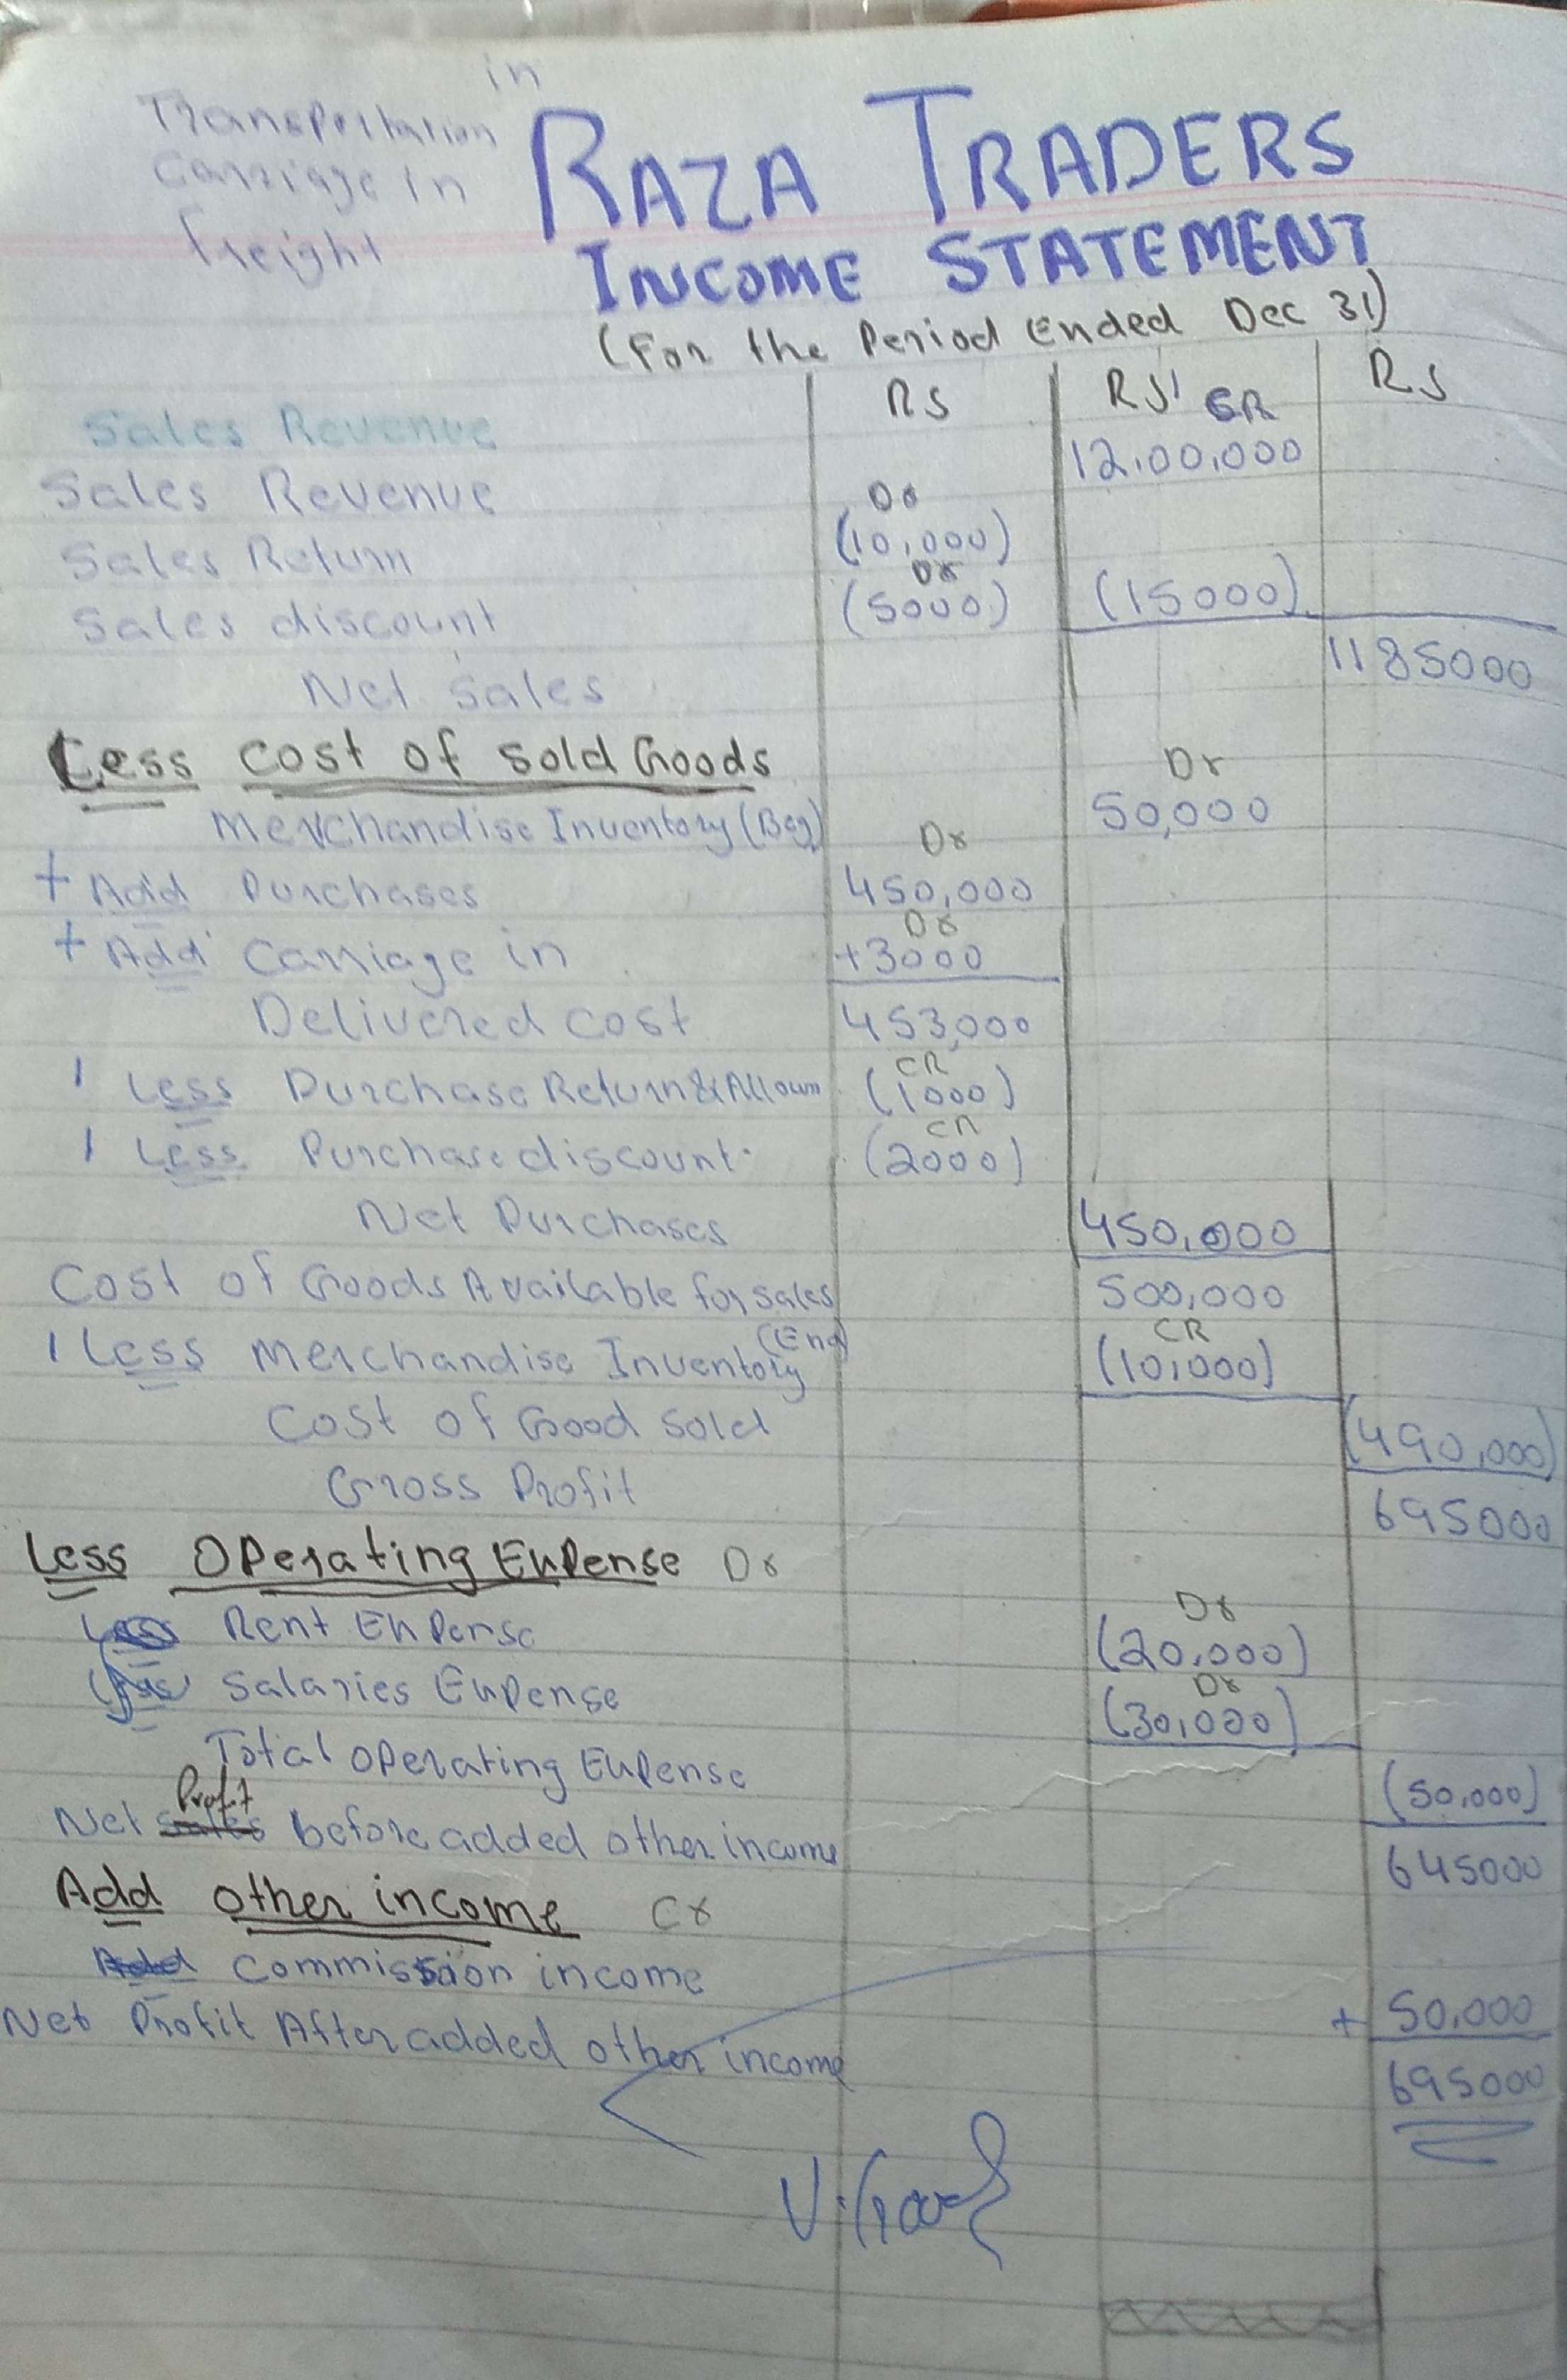 in
Transportation
Carriage in
freight
RAZA TRADERS
INCOME STATEMENT
(For the Period Ended Dec 31)
RS RS' RS
Sales Revenue CR
Sales Revenue 12,00,000
Dr
Sales Return (10,000)
Dr
Sales discount (5000) (15000)
Net Sales 1185000
Less Cost of Sold Goods
Dr
Merchandise Inventory (Beg) 50,000
Dr
+ Add Purchases 450,000
Dr
+ Add Carriage in +3000
Delivered cost 453,000
CR
Less Purchase Return & Allown (1000)
CR
Less Purchase discount (2000)
Net Purchases 450,000
Cost of Goods Available for sales 500,000
CR
Less Merchandise Inventory (End) (10,000)
Cost of Good Sold (490,000)
Gross Profit 695000
Less Operating Expense Dr
Dr
Less Rent Expense (20,000)
Dr
Salaries Expense (30,000)
Total Operating Expense (50,000)
Profit
Net sales before added other income 645000
Add other income Cr
Add Commission income + 50,000
Net Profit After added other income 695000
V.Good